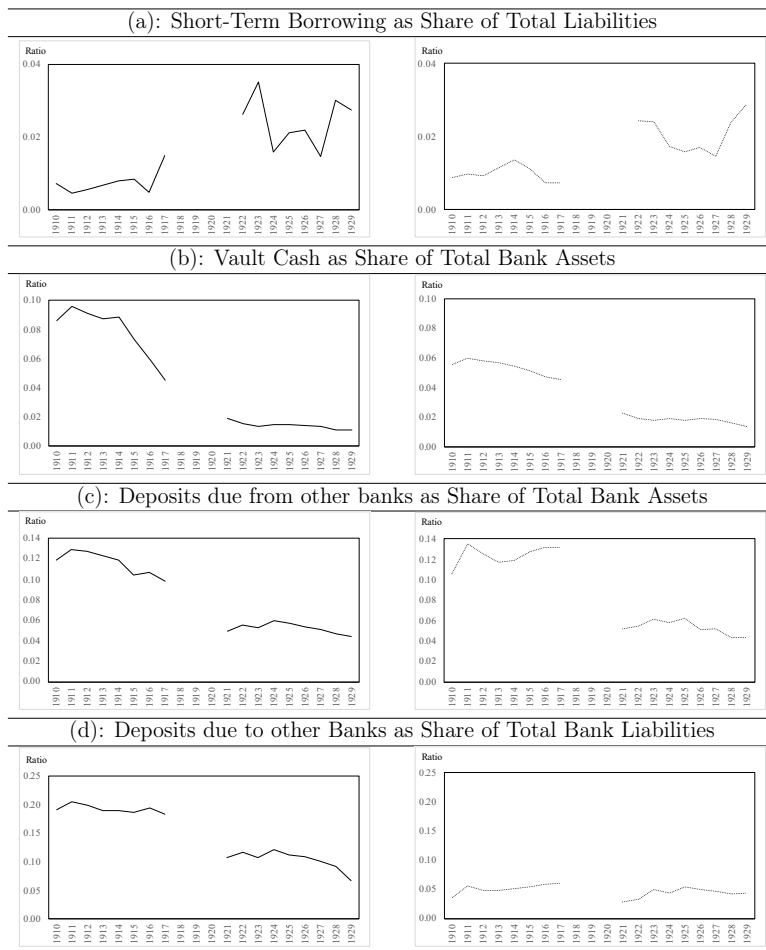 (a): Short-Term Borrowing as Share of Total Liabilities
Ratio
0.04
0.02
0.00
1910 1911 1912 1913 1914 1915 1916 1917 1918 1919 1920 1921 1922 1923 1924 1925 1926 1927 1928 1929
Ratio
0.04
0.02
0.00
1910 1911 1912 1913 1914 1915 1916 1917 1918 1919 1920 1921 1922 1923 1924 1925 1926 1927 1928 1929
(b): Vault Cash as Share of Total Bank Assets
Ratio
0.10
0.08
0.06
0.04
0.02
0.00
1910 1911 1912 1913 1914 1915 1916 1917 1918 1919 1920 1921 1922 1923 1924 1925 1926 1927 1928 1929
Ratio
0.10
0.08
0.06
0.04
0.02
0.00
1910 1911 1912 1913 1914 1915 1916 1917 1918 1919 1920 1921 1922 1923 1924 1925 1926 1927 1928 1929
(c): Deposits due from other banks as Share of Total Bank Assets
Ratio
0.14
0.12
0.10
0.08
0.06
0.04
0.02
0.00
1910 1911 1912 1913 1914 1915 1916 1917 1918 1919 1920 1921 1922 1923 1924 1925 1926 1927 1928 1929
Ratio
0.14
0.12
0.10
0.08
0.06
0.04
0.02
0.00
1910 1911 1912 1913 1914 1915 1916 1917 1918 1919 1920 1921 1922 1923 1924 1925 1926 1927 1928 1929
(d): Deposits due to other Banks as Share of Total Bank Liabilities
Ratio
0.25
0.20
0.15
0.10
0.05
0.00
1910 1911 1912 1913 1914 1915 1916 1917 1918 1919 1920 1921 1922 1923 1924 1925 1926 1927 1928 1929
Ratio
0.25
0.20
0.15
0.10
0.05
0.00
1910 1911 1912 1913 1914 1915 1916 1917 1918 1919 1920 1921 1922 1923 1924 1925 1926 1927 1928 1929